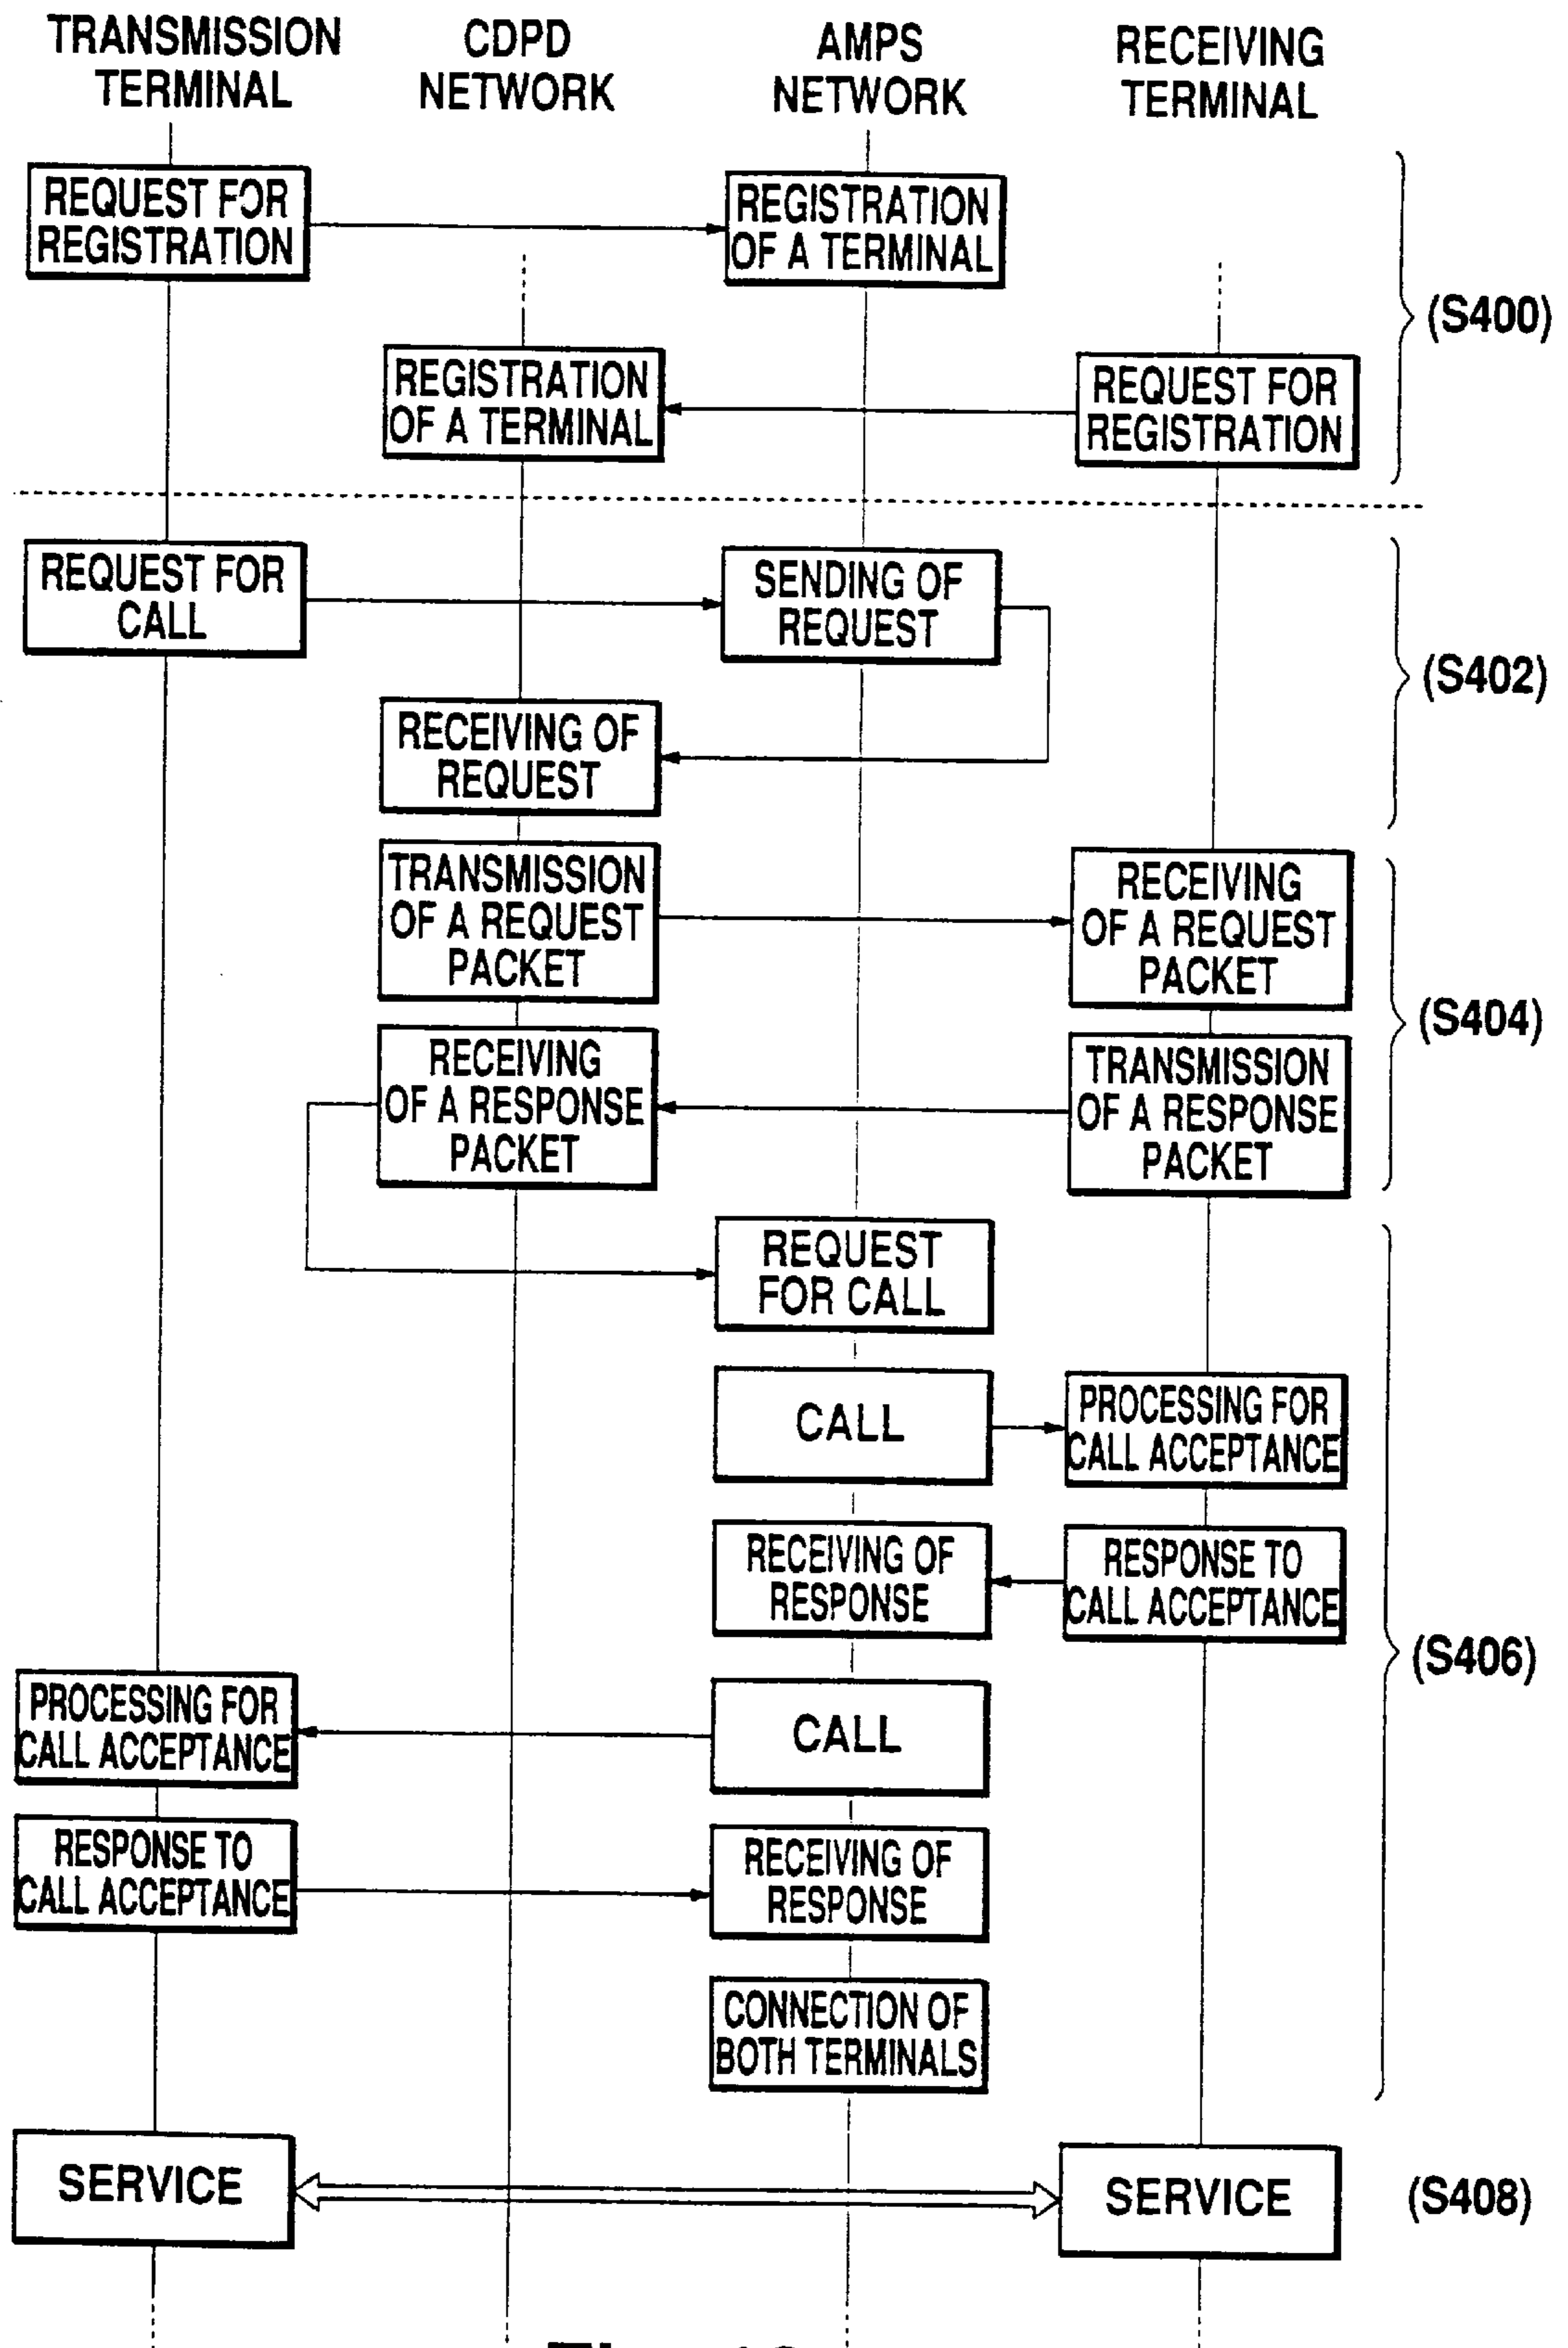 TRANSMISSION
TERMINAL
CDPD
NETWORK
AMPS
NETWORK
RECEIVING
TERMINAL
REQUEST FOR
REGISTRATION
REGISTRATION
OF A TERMINAL
REGISTRATION
OF A TERMINAL
REQUEST FOR
REGISTRATION
(S400)
REQUEST FOR
CALL
SENDING OF
REQUEST
RECEIVING OF
REQUEST
(S402)
TRANSMISSION
OF A REQUEST
PACKET
RECEIVING
OF A REQUEST
PACKET
RECEIVING
OF A RESPONSE
PACKET
TRANSMISSION
OF A RESPONSE
PACKET
(S404)
REQUEST
FOR CALL
CALL
PROCESSING FOR
CALL ACCEPTANCE
RECEIVING OF
RESPONSE
RESPONSE TO
CALL ACCEPTANCE
PROCESSING FOR
CALL ACCEPTANCE
CALL
RESPONSE TO
CALL ACCEPTANCE
RECEIVING OF
RESPONSE
CONNECTION OF
BOTH TERMINALS
(S406)
SERVICE
SERVICE
(S408)